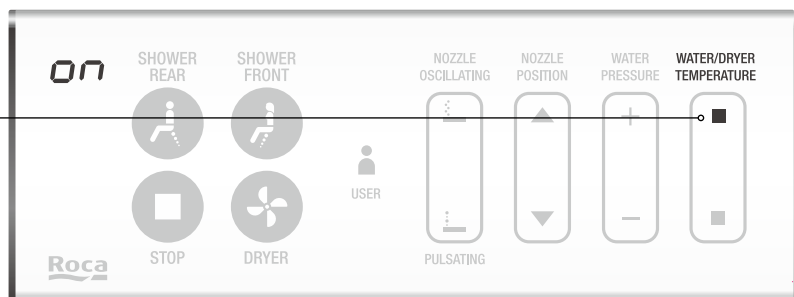 on
SHOWER
REAR
SHOWER
FRONT
NOZZLE
OSCILLATING
NOZZLE
POSITION
WATER
PRESSURE
WATER/DRYER
TEMPERATURE
USER
STOP
DRYER
PULSATING
Roca